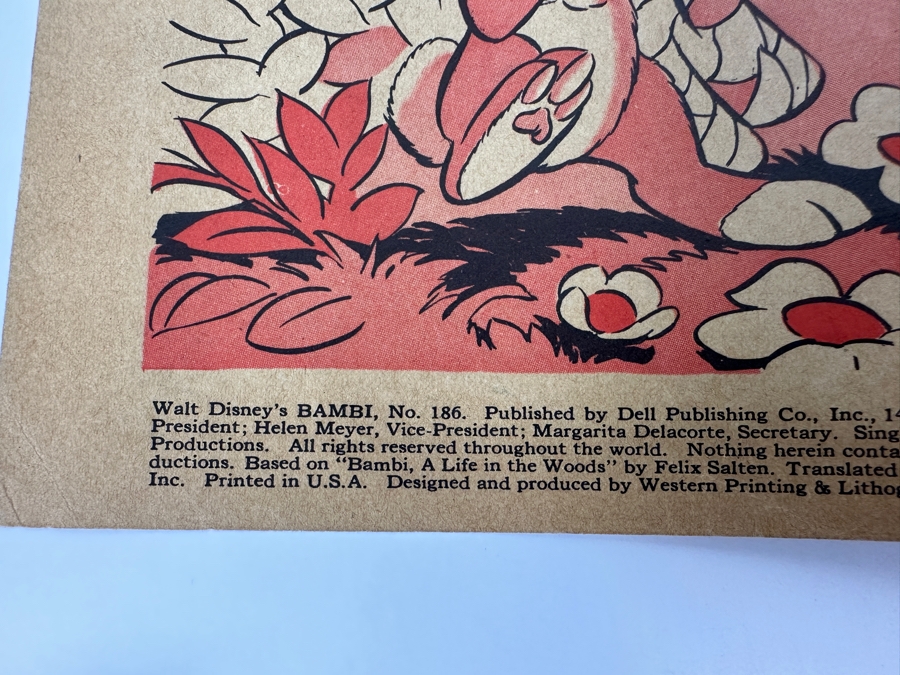 Walt Disney's BAMBI, No. 186. Published by Dell Publishing Co., Inc., 14
President; Helen Meyer, Vice-President; Margarita Delacorte, Secretary. Sing
Productions. All rights reserved throughout the world. Nothing herein conta
ductions. Based on "Bambi, A Life in the Woods" by Felix Salten. Translated
Inc. Printed in U.S.A. Designed and produced by Western Printing & Lithog